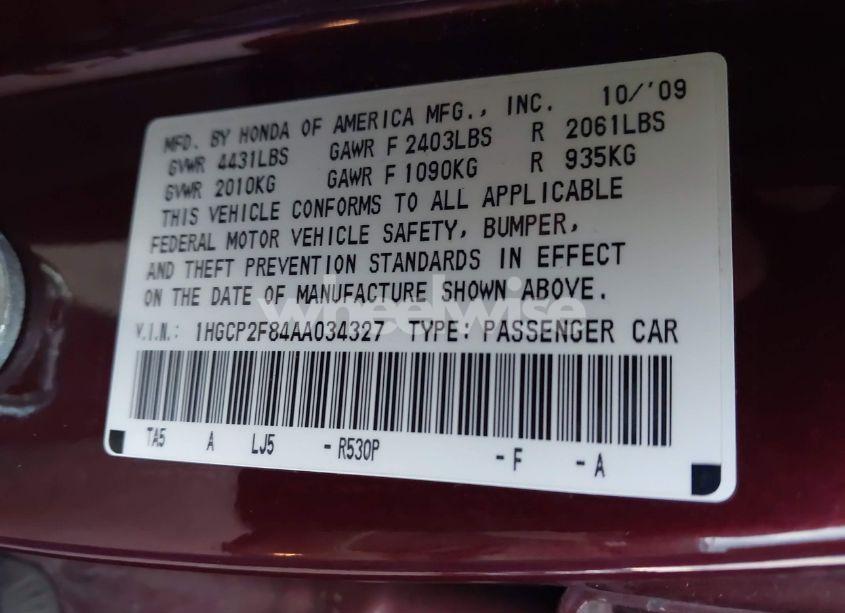 MFD. BY HONDA OF AMERICA MFG., INC. 10/'09
GVWR 4431LBS GAWR F 2403LBS R 2061LBS
GVWR 2010KG GAWR F 1090KG R 935KG
THIS VEHICLE CONFORMS TO ALL APPLICABLE
FEDERAL MOTOR VEHICLE SAFETY, BUMPER,
AND THEFT PREVENTION STANDARDS IN EFFECT
ON THE DATE OF MANUFACTURE SHOWN ABOVE.
wheelwise
V.I.N.: 1HGCP2F84AA034327 TYPE: PASSENGER CAR
TA5 A LJ5 - R530P - F - A